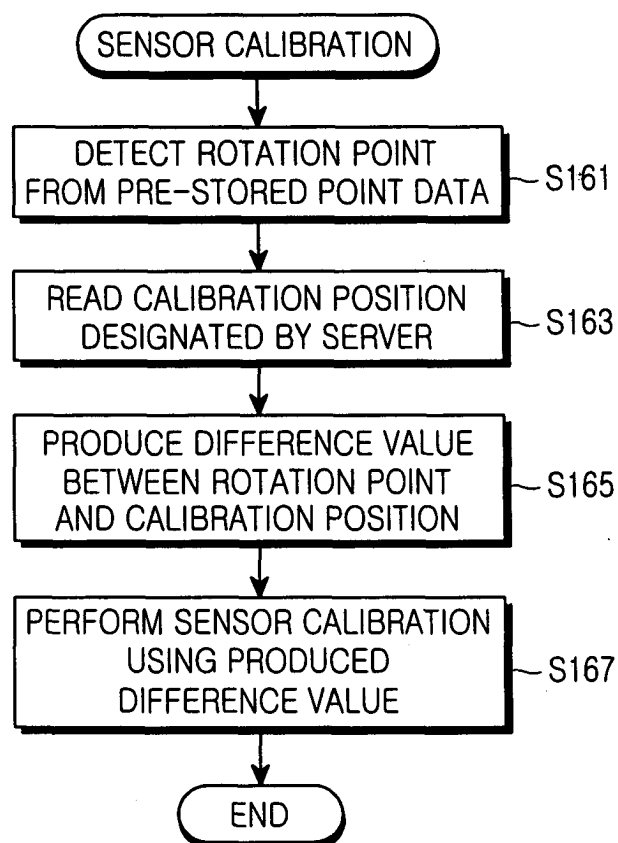 SENSOR CALIBRATION
DETECT ROTATION POINT
FROM PRE-STORED POINT DATA
S161
READ CALIBRATION POSITION
DESIGNATED BY SERVER
S163
PRODUCE DIFFERENCE VALUE
BETWEEN ROTATION POINT
AND CALIBRATION POSITION
S165
PERFORM SENSOR CALIBRATION
USING PRODUCED
DIFFERENCE VALUE
S167
END